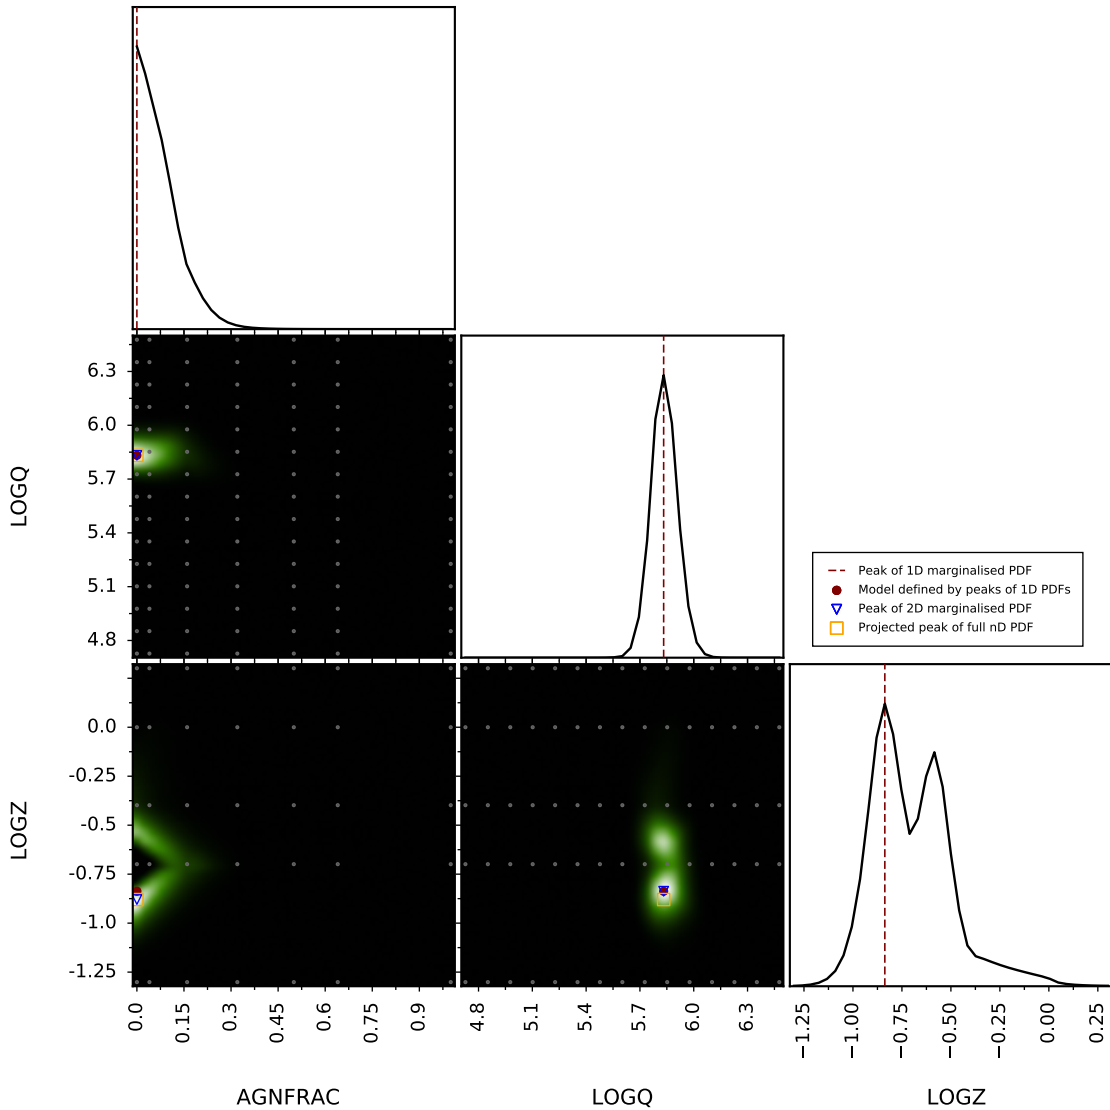 6.3
6.0
5.7
5.4
5.1
4.8
LOGQ
Peak of 1D marginalised PDF
Model defined by peaks of 1D PDFs
Peak of 2D marginalised PDF
Projected peak of full nD PDF
0.0
-0.25
-0.5
-0.75
-1.0
-1.25
LOGZ
0.0 0.15 0.3 0.45 0.6 0.75 0.9
4.8 5.1 5.4 5.7 6.0 6.3
−1.25 −1.00 −0.75 −0.50 −0.25 0.00 0.25
AGNFRAC LOGQ LOGZ